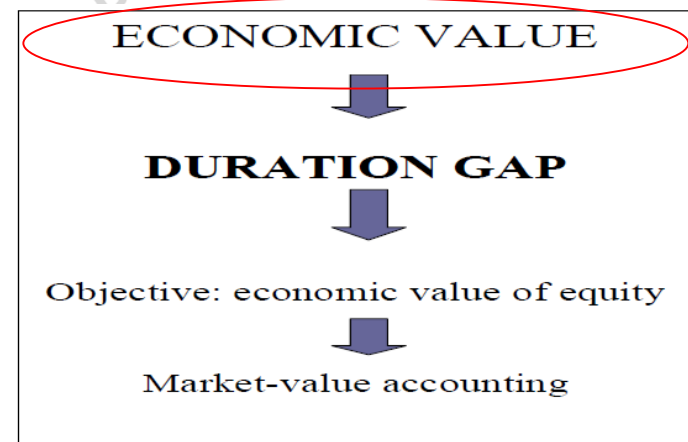 ECONOMIC VALUE
DURATION GAP
Objective: economic value of equity
Market-value accounting